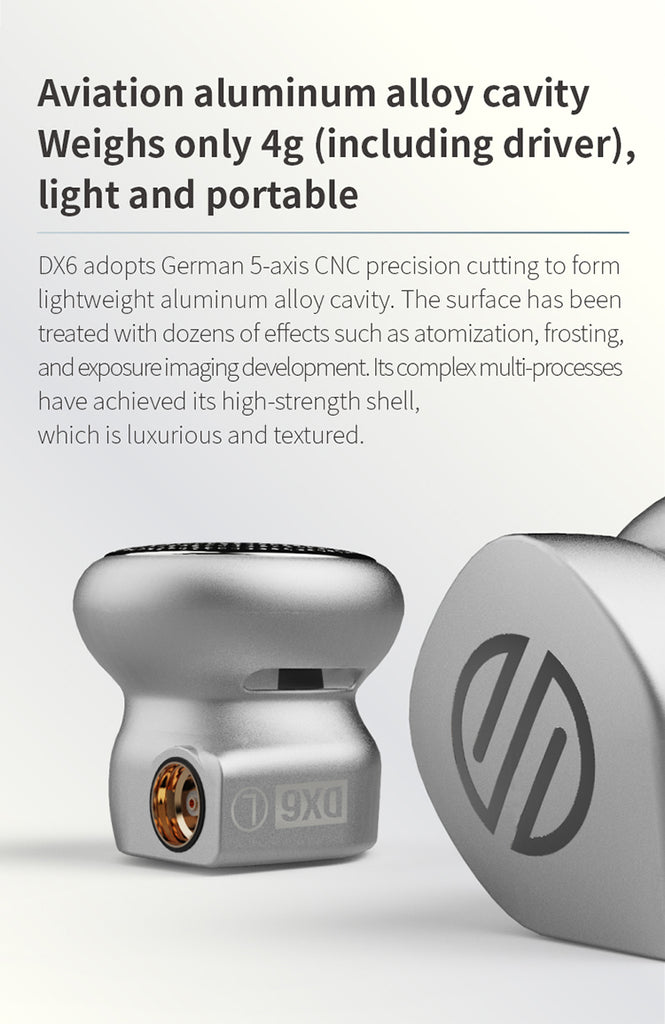 Aviation aluminum alloy cavity
Weighs only 4g (including driver),
light and portable
DX6 adopts German 5-axis CNC precision cutting to form
lightweight aluminum alloy cavity. The surface has been
treated with dozens of effects such as atomization, frosting,
and exposure imaging development. Its complex multi-processes
have achieved its high-strength shell,
which is luxurious and textured.
L DX6